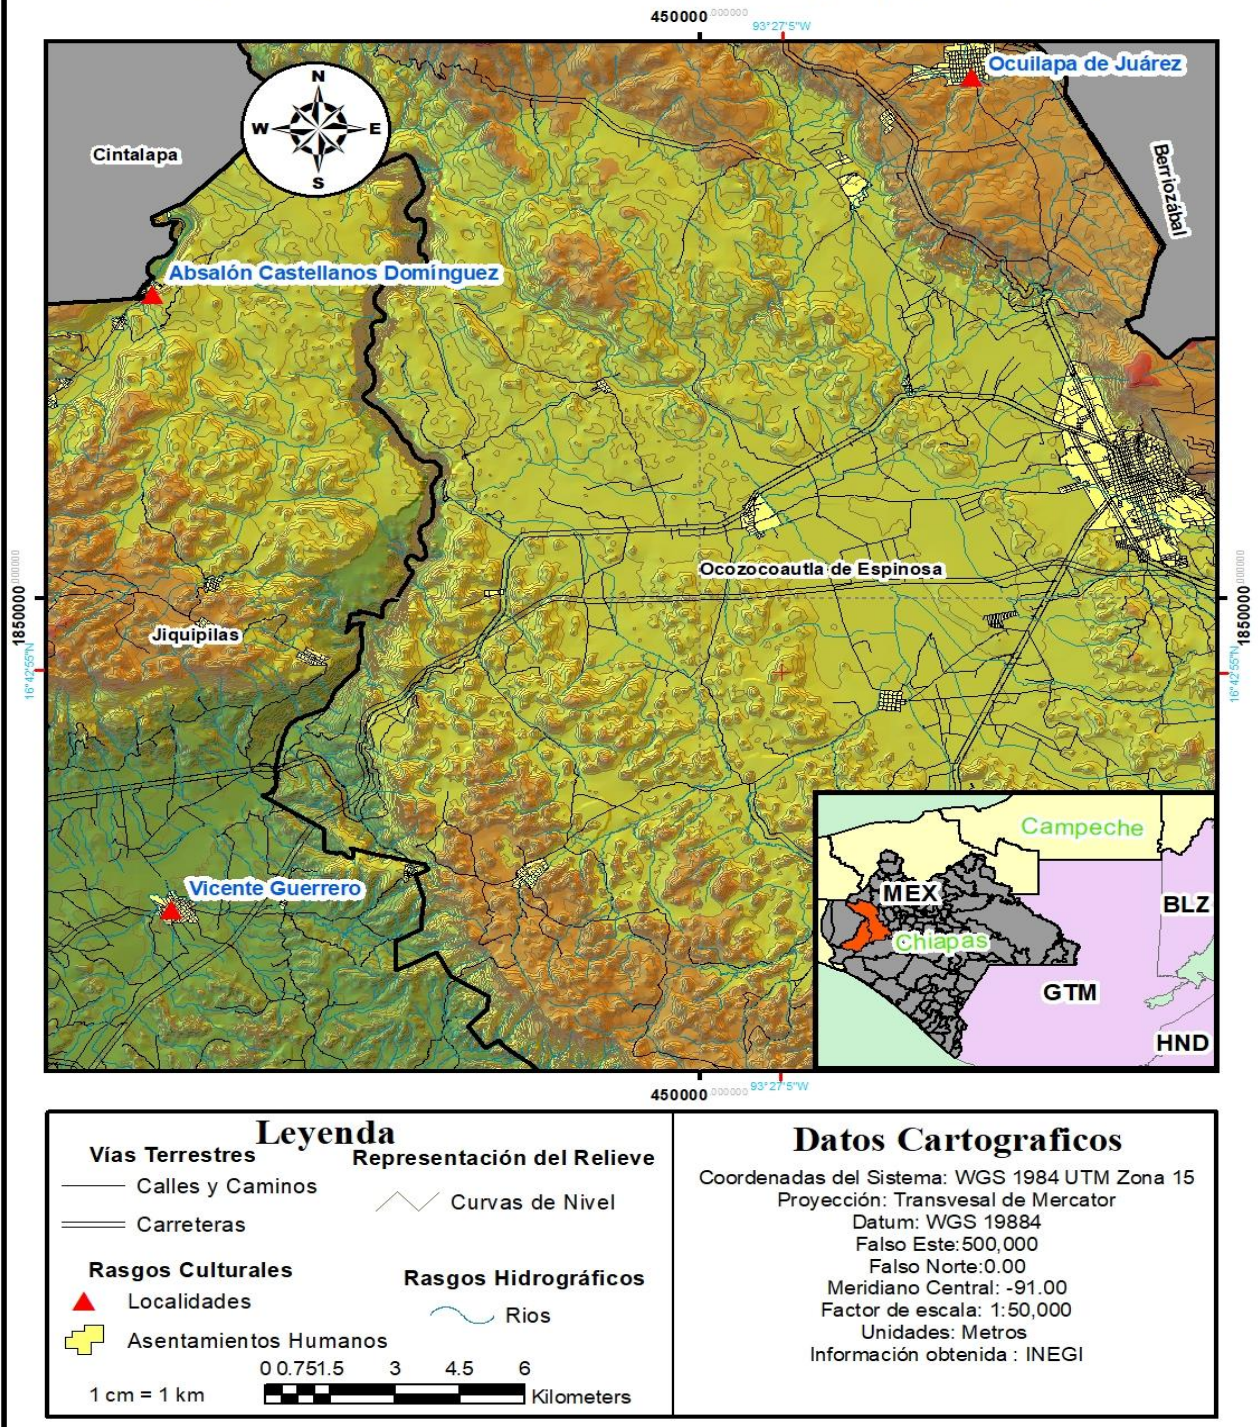 450000.000000
93°27'5"W
N
W E
S
Cintalapa
Ocuilapa de Juárez
Berriozábal
Absalón Castellanos Domínguez
Ocozocoautla de Espinosa
Jiquipilas
1850000.000000
16°42'55"N
1850000.000000
16°42'55"N
Vicente Guerrero
Campeche
MEX
BLZ
Chiapas
GTM
HND
450000.000000
93°27'5"W
Leyenda
Vías Terrestres
Calles y Caminos
Carreteras
Representación del Relieve
Curvas de Nivel
Rasgos Culturales
Localidades
Asentamientos Humanos
Rasgos Hidrográficos
Rios
0 0.751.5 3 4.5 6
1 cm = 1 km
Kilometers
Datos Cartograficos
Coordenadas del Sistema: WGS 1984 UTM Zona 15
Proyección: Transvesal de Mercator
Datum: WGS 19884
Falso Este:500,000
Falso Norte:0.00
Meridiano Central: -91.00
Factor de escala: 1:50,000
Unidades: Metros
Información obtenida : INEGI